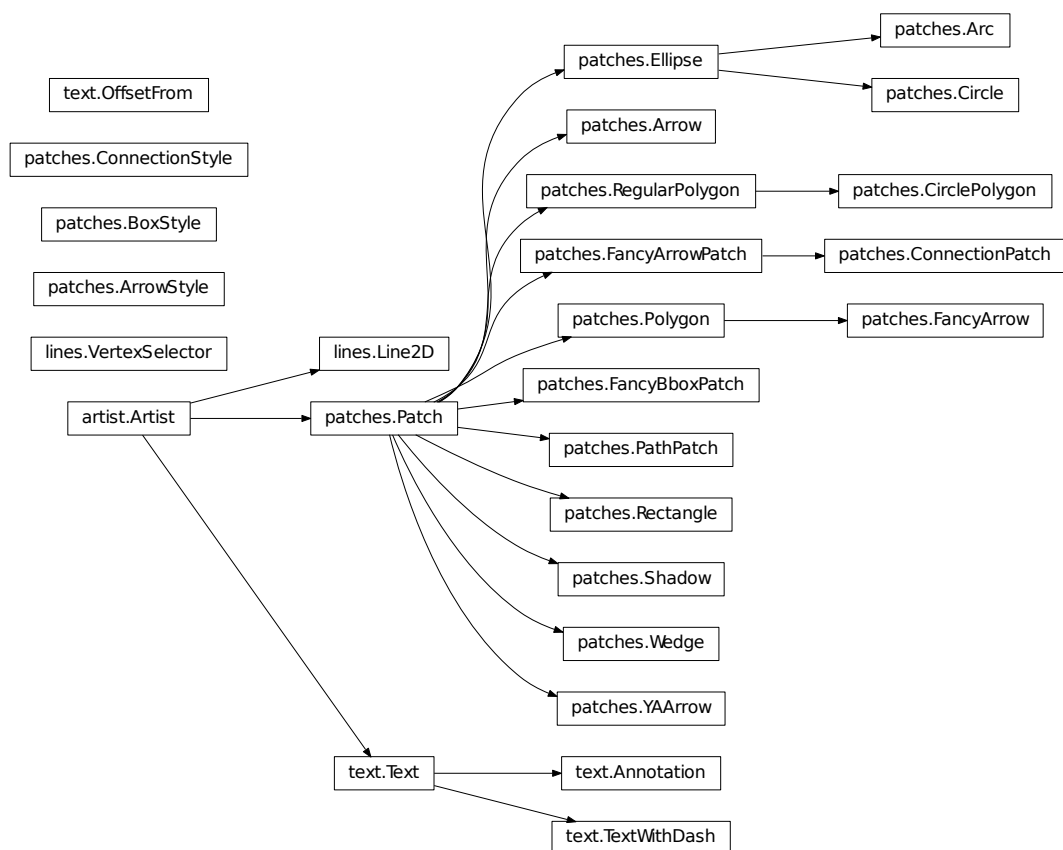 patches.Arc
patches.Ellipse
text.OffsetFrom
patches.Circle
patches.Arrow
patches.ConnectionStyle
patches.RegularPolygon
patches.CirclePolygon
patches.BoxStyle
patches.FancyArrowPatch
patches.ConnectionPatch
patches.ArrowStyle
patches.Polygon
patches.FancyArrow
lines.VertexSelector
lines.Line2D
patches.FancyBboxPatch
artist.Artist
patches.Patch
patches.PathPatch
patches.Rectangle
patches.Shadow
patches.Wedge
patches.YAArrow
text.Text
text.Annotation
text.TextWithDash